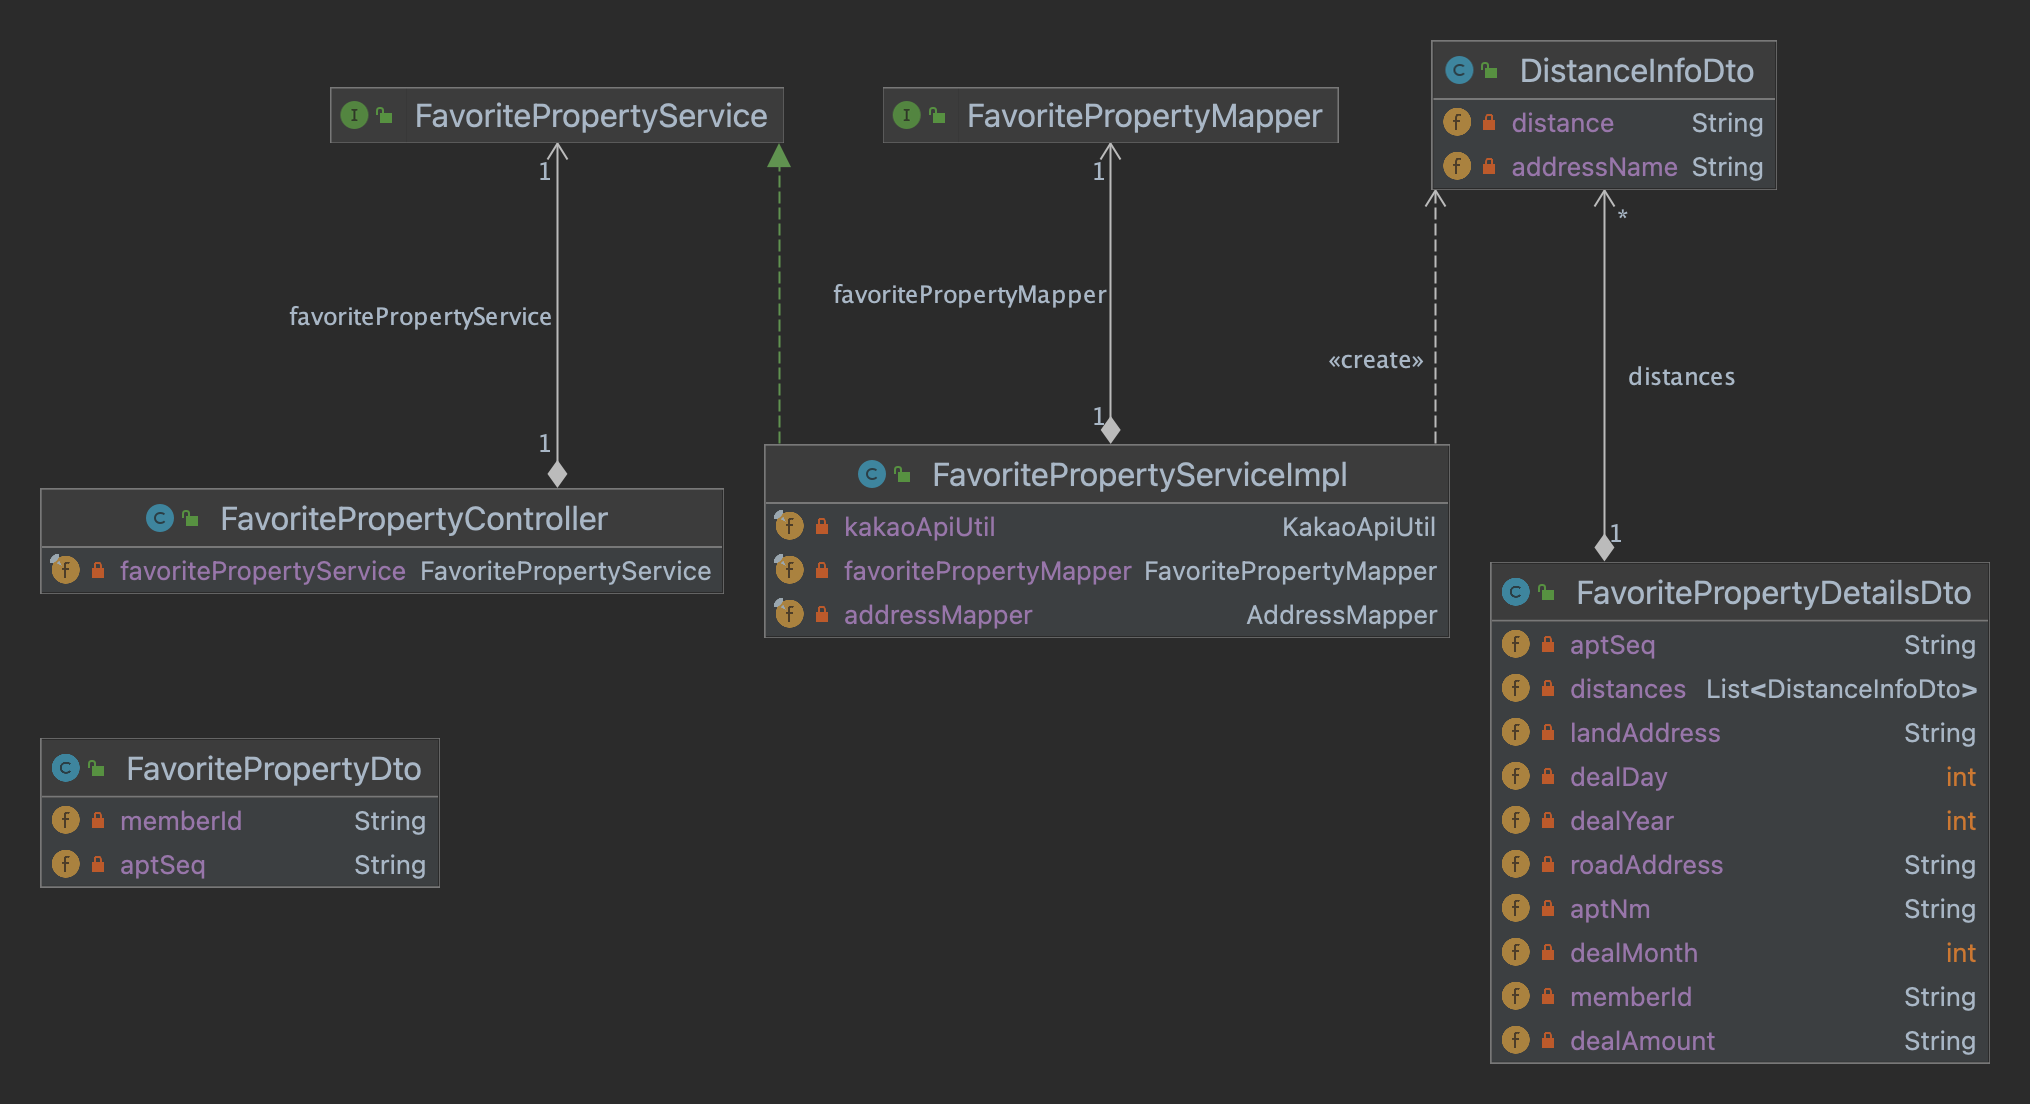 FavoritePropertyService
FavoritePropertyMapper
DistanceInfoDto
distance String
addressName String
1
1
*
favoritePropertyService
favoritePropertyMapper
«create»
distances
1
1
1
FavoritePropertyController
favoritePropertyService FavoritePropertyService
FavoritePropertyServiceImpl
kakaoApiUtil KakaoApiUtil
favoritePropertyMapper FavoritePropertyMapper
addressMapper AddressMapper
FavoritePropertyDetailsDto
aptSeq String
distances List<DistanceInfoDto>
landAddress String
dealDay int
dealYear int
roadAddress String
aptNm String
dealMonth int
memberId String
dealAmount String
FavoritePropertyDto
memberId String
aptSeq String